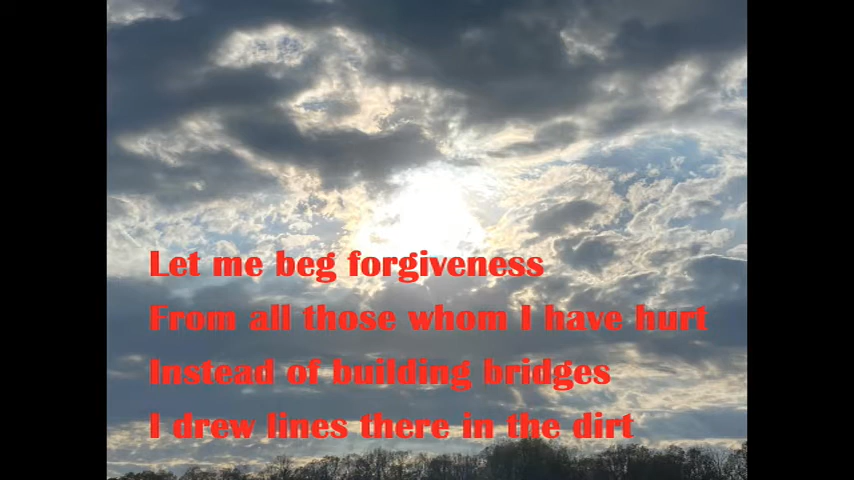 Let me beg forgiveness
From all those whom I have hurt
Instead of building bridges
I drew lines there in the dirt